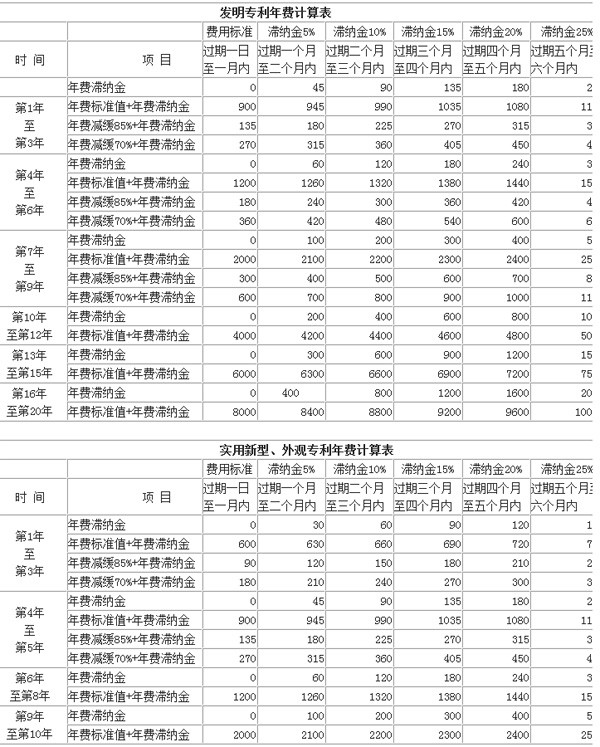 发明专利年费计算表
费用标准 滞纳金5% 滞纳金10% 滞纳金15% 滞纳金20% 滞纳金25%
时 间 项 目 过期一日 过期一个月 过期二个月 过期三个月 过期四个月 过期五个月至
至一月内 至二个月内 至三个月内 至四个月内 至五个月内 六个月内
年费滞纳金 0 45 90 135 180 2
第1年 年费标准值+年费滞纳金 900 945 990 1035 1080 11
至 年费减缓85%+年费滞纳金 135 180 225 270 315 3
第3年 年费减缓70%+年费滞纳金 270 315 360 405 450 4
年费滞纳金 0 60 120 180 240 3
第4年 年费标准值+年费滞纳金 1200 1260 1320 1380 1440 15
至 年费减缓85%+年费滞纳金 180 240 300 360 420 4
第6年 年费减缓70%+年费滞纳金 360 420 480 540 600 6
年费滞纳金 0 100 200 300 400 5
第7年 年费标准值+年费滞纳金 2000 2100 2200 2300 2400 25
至 年费减缓85%+年费滞纳金 300 400 500 600 700 8
第9年 年费减缓70%+年费滞纳金 600 700 800 900 1000 11
第10年 年费滞纳金 0 200 400 600 800 10
至第12年 年费标准值+年费滞纳金 4000 4200 4400 4600 4800 50
第13年 年费滞纳金 0 300 600 900 1200 15
至第15年 年费标准值+年费滞纳金 6000 6300 6600 6900 7200 75
第16年 年费滞纳金 0 400 800 1200 1600 20
至第20年 年费标准值+年费滞纳金 8000 8400 8800 9200 9600 100
实用新型、外观专利年费计算表
费用标准 滞纳金5% 滞纳金10% 滞纳金15% 滞纳金20% 滞纳金25%
时 间 项 目 过期一日 过期一个月 过期二个月 过期三个月 过期四个月 过期五个月至
至一月内 至二个月内 至三个月内 至四个月内 至五个月内 六个月内
年费滞纳金 0 30 60 90 120 1
第1年 年费标准值+年费滞纳金 600 630 660 690 720 7
至 年费减缓85%+年费滞纳金 90 120 150 180 210 2
第3年 年费减缓70%+年费滞纳金 180 210 240 270 300 3
年费滞纳金 0 45 90 135 180 2
第4年 年费标准值+年费滞纳金 900 945 990 1035 1080 11
至 年费减缓85%+年费滞纳金 135 180 225 270 315 3
第5年 年费减缓70%+年费滞纳金 270 315 360 405 450 4
第6年 年费滞纳金 0 60 120 180 240 3
至第8年 年费标准值+年费滞纳金 1200 1260 1320 1380 1440 15
第9年 年费滞纳金 0 100 200 300 400 5
至第10年 年费标准值+年费滞纳金 2000 2100 2200 2300 2400 25